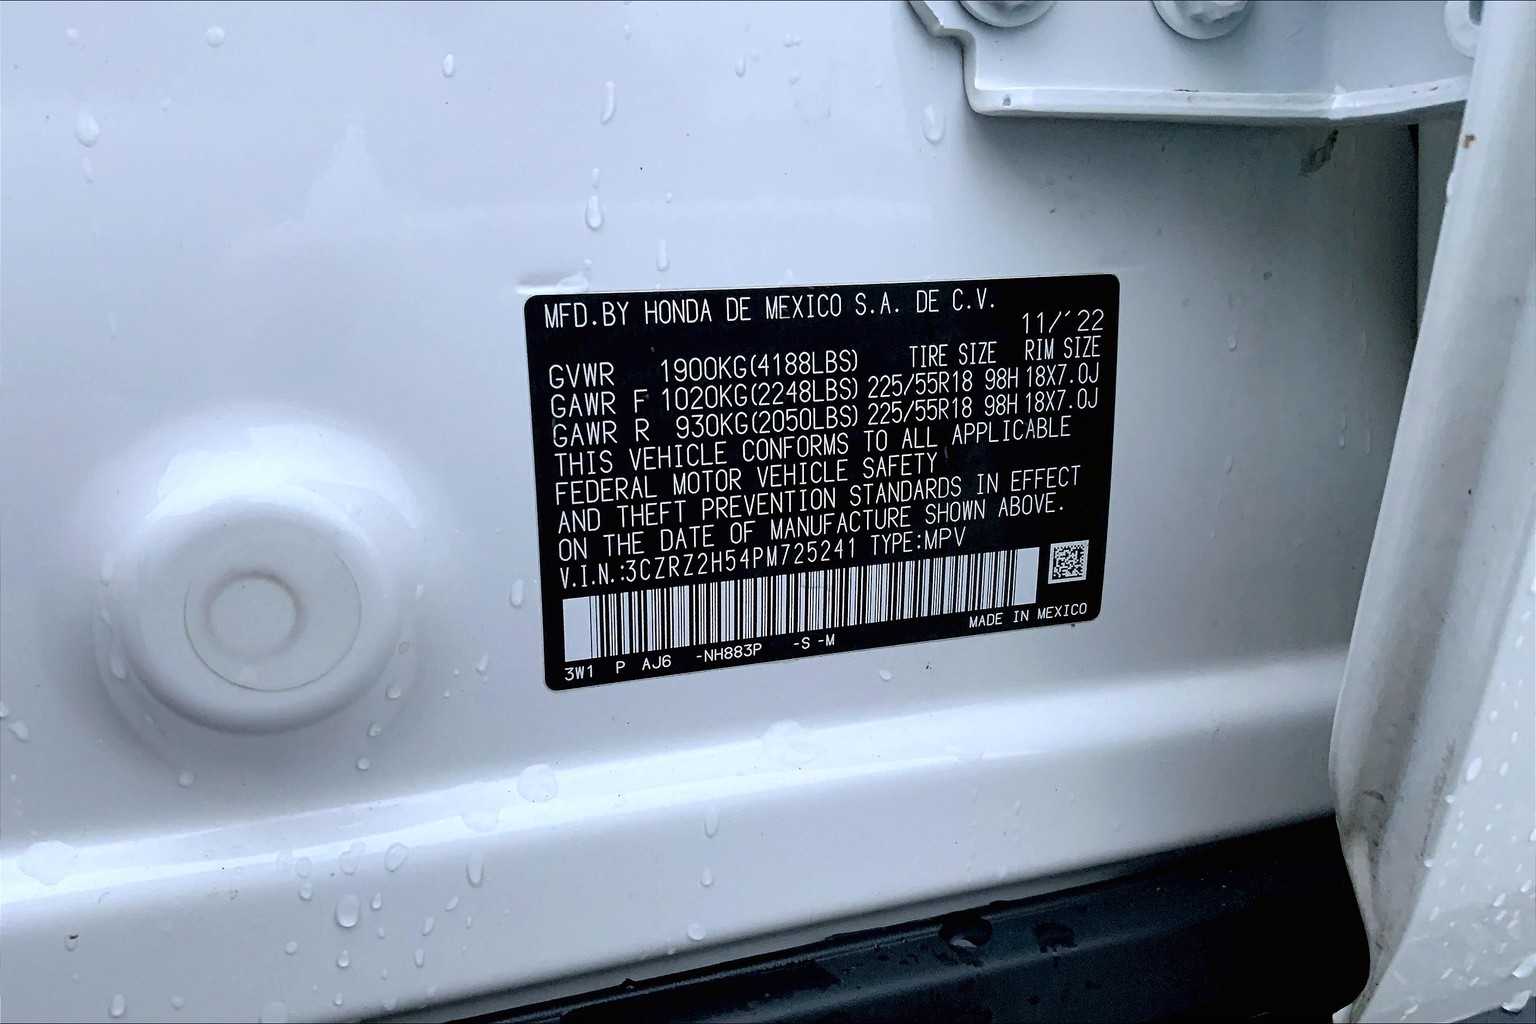 MFD.BY HONDA DE MEXICO S.A. DE C.V.
11/'22
GVWR 1900KG(4188LBS) TIRE SIZE RIM SIZE
GAWR F 1020KG(2248LBS) 225/55R18 98H 18X7.0J
GAWR R 930KG(2050LBS) 225/55R18 98H 18X7.0J
THIS VEHICLE CONFORMS TO ALL APPLICABLE
FEDERAL MOTOR VEHICLE SAFETY
AND THEFT PREVENTION STANDARDS IN EFFECT
ON THE DATE OF MANUFACTURE SHOWN ABOVE.
V.I.N.:3CZRZ2H54PM725241 TYPE:MPV
MADE IN MEXICO
3W1 P AJ6 -NH883P -S -M